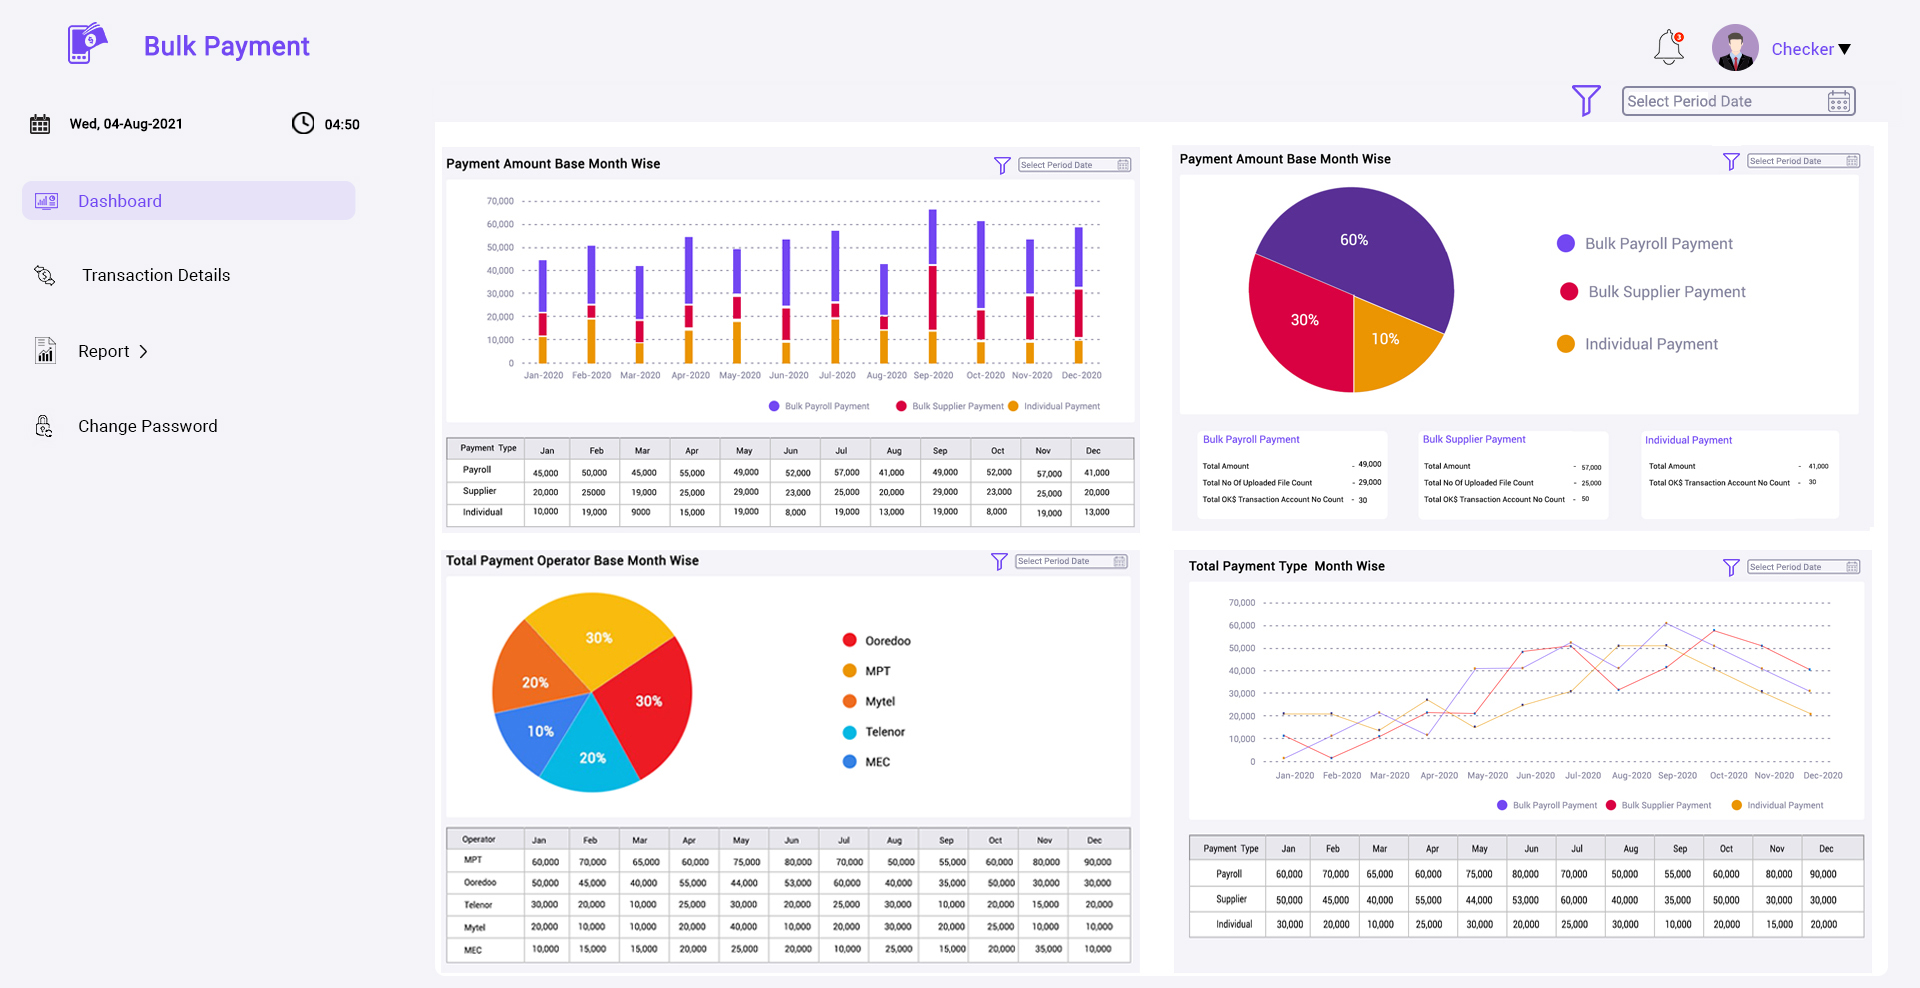 Bulk Payment
3
Checker
Select Period Date
Wed, 04-Aug-2021
04:50
Dashboard
Transaction Details
Report
Change Password
Payment Amount Base Month Wise
Select Period Date
70,000
60,000
50,000
40,000
30,000
20,000
10,000
0
Jan-2020 Feb-2020 Mar-2020 Apr-2020 May-2020 Jun-2020 Jul-2020 Aug-2020 Sep-2020 Oct-2020 Nov-2020 Dec-2020
Bulk Payroll Payment Bulk Supplier Payment Individual Payment
Payment Type Jan Feb Mar Apr May Jun Jul Aug Sep Oct Nov Dec
Payroll 45,000 50,000 45,000 55,000 49,000 52,000 57,000 41,000 49,000 52,000 57,000 41,000
Supplier 20,000 25000 19,000 25,000 29,000 23,000 25,000 20,000 29,000 23,000 25,000 20,000
Individual 10,000 19,000 9000 15,000 19,000 8,000 19,000 13,000 19,000 8,000 19,000 13,000
Payment Amount Base Month Wise
Select Period Date
60%
30%
10%
Bulk Payroll Payment
Bulk Supplier Payment
Individual Payment
Bulk Payroll Payment
Total Amount - 49,000
Total No Of Uploaded File Count - 29,000
Total OK$ Transaction Account No Count - 30
Bulk Supplier Payment
Total Amount - 57,000
Total No Of Uploaded File Count - 25,000
Total OK$ Transaction Account No Count - 50
Individual Payment
Total Amount - 41,000
Total OK$ Transaction Account No Count - 30
Total Payment Operator Base Month Wise
Select Period Date
30%
20%
30%
10%
20%
Ooredoo
MPT
Mytel
Telenor
MEC
Operator Jan Feb Mar Apr May Jun Jul Aug Sep Oct Nov Dec
MPT 60,000 70,000 65,000 60,000 75,000 80,000 70,000 50,000 55,000 60,000 80,000 90,000
Ooredoo 50,000 45,000 40,000 55,000 44,000 53,000 60,000 40,000 35,000 50,000 30,000 30,000
Telenor 30,000 20,000 10,000 25,000 30,000 20,000 25,000 30,000 10,000 20,000 15,000 20,000
Mytel 20,000 10,000 10,000 20,000 40,000 10,000 20,000 30,000 20,000 25,000 10,000 10,000
MEC 10,000 15,000 15,000 20,000 25,000 20,000 10,000 25,000 15,000 20,000 35,000 10,000
Total Payment Type Month Wise
Select Period Date
70,000
60,000
50,000
40,000
30,000
20,000
10,000
0
Jan-2020 Feb-2020 Mar-2020 Apr-2020 May-2020 Jun-2020 Jul-2020 Aug-2020 Sep-2020 Oct-2020 Nov-2020 Dec-2020
Bulk Payroll Payment Bulk Supplier Payment Individual Payment
Payment Type Jan Feb Mar Apr May Jun Jul Aug Sep Oct Nov Dec
Payroll 60,000 70,000 65,000 60,000 75,000 80,000 70,000 50,000 55,000 60,000 80,000 90,000
Supplier 50,000 45,000 40,000 55,000 44,000 53,000 60,000 40,000 35,000 50,000 30,000 30,000
Individual 30,000 20,000 10,000 25,000 30,000 20,000 25,000 30,000 10,000 20,000 15,000 20,000